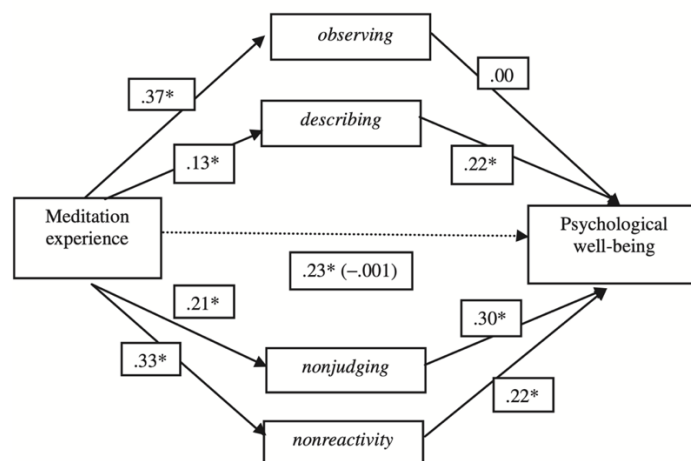 observing
.37*
.00
describing
.13*
.22*
Meditation
experience
Psychological
well-being
.23* (–.001)
.21*
.30*
nonjudging
.33*
.22*
nonreactivity